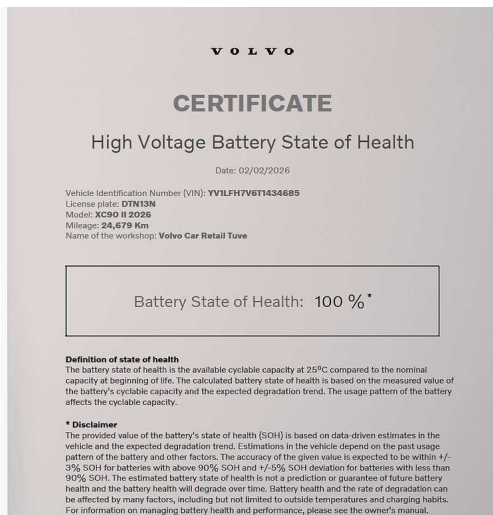 VOLVO
CERTIFICATE
High Voltage Battery State of Health
Date: 02/02/2026
Vehicle Identification Number (VIN): YV1LFH7V6T1434685
License plate: DTN13N
Model: XC90 II 2026
Mileage: 24,679 Km
Name of the workshop: Volvo Car Retail Tuve
Battery State of Health: 100 %*
Definition of state of health
The battery state of health is the available cyclable capacity at 25°C compared to the nominal
capacity at beginning of life. The calculated battery state of health is based on the measured value of
the battery's cyclable capacity and the expected degradation trend. The usage pattern of the battery
affects the cyclable capacity.
* Disclaimer
The provided value of the battery's state of health (SOH) is based on data-driven estimates in the
vehicle and the expected degradation trend. Estimations in the vehicle depend on the past usage
pattern of the battery and other factors. The accuracy of the given value is expected to be within +/-
3% SOH for batteries with above 90% SOH and +/-5% SOH deviation for batteries with less than
90% SOH. The estimated battery state of health is not a prediction or guarantee of future battery
health and the battery health will degrade over time. Battery health and the rate of degradation can
be affected by many factors, including but not limited to outside temperatures and charging habits.
For information on managing battery health and performance, please see the owner's manual.